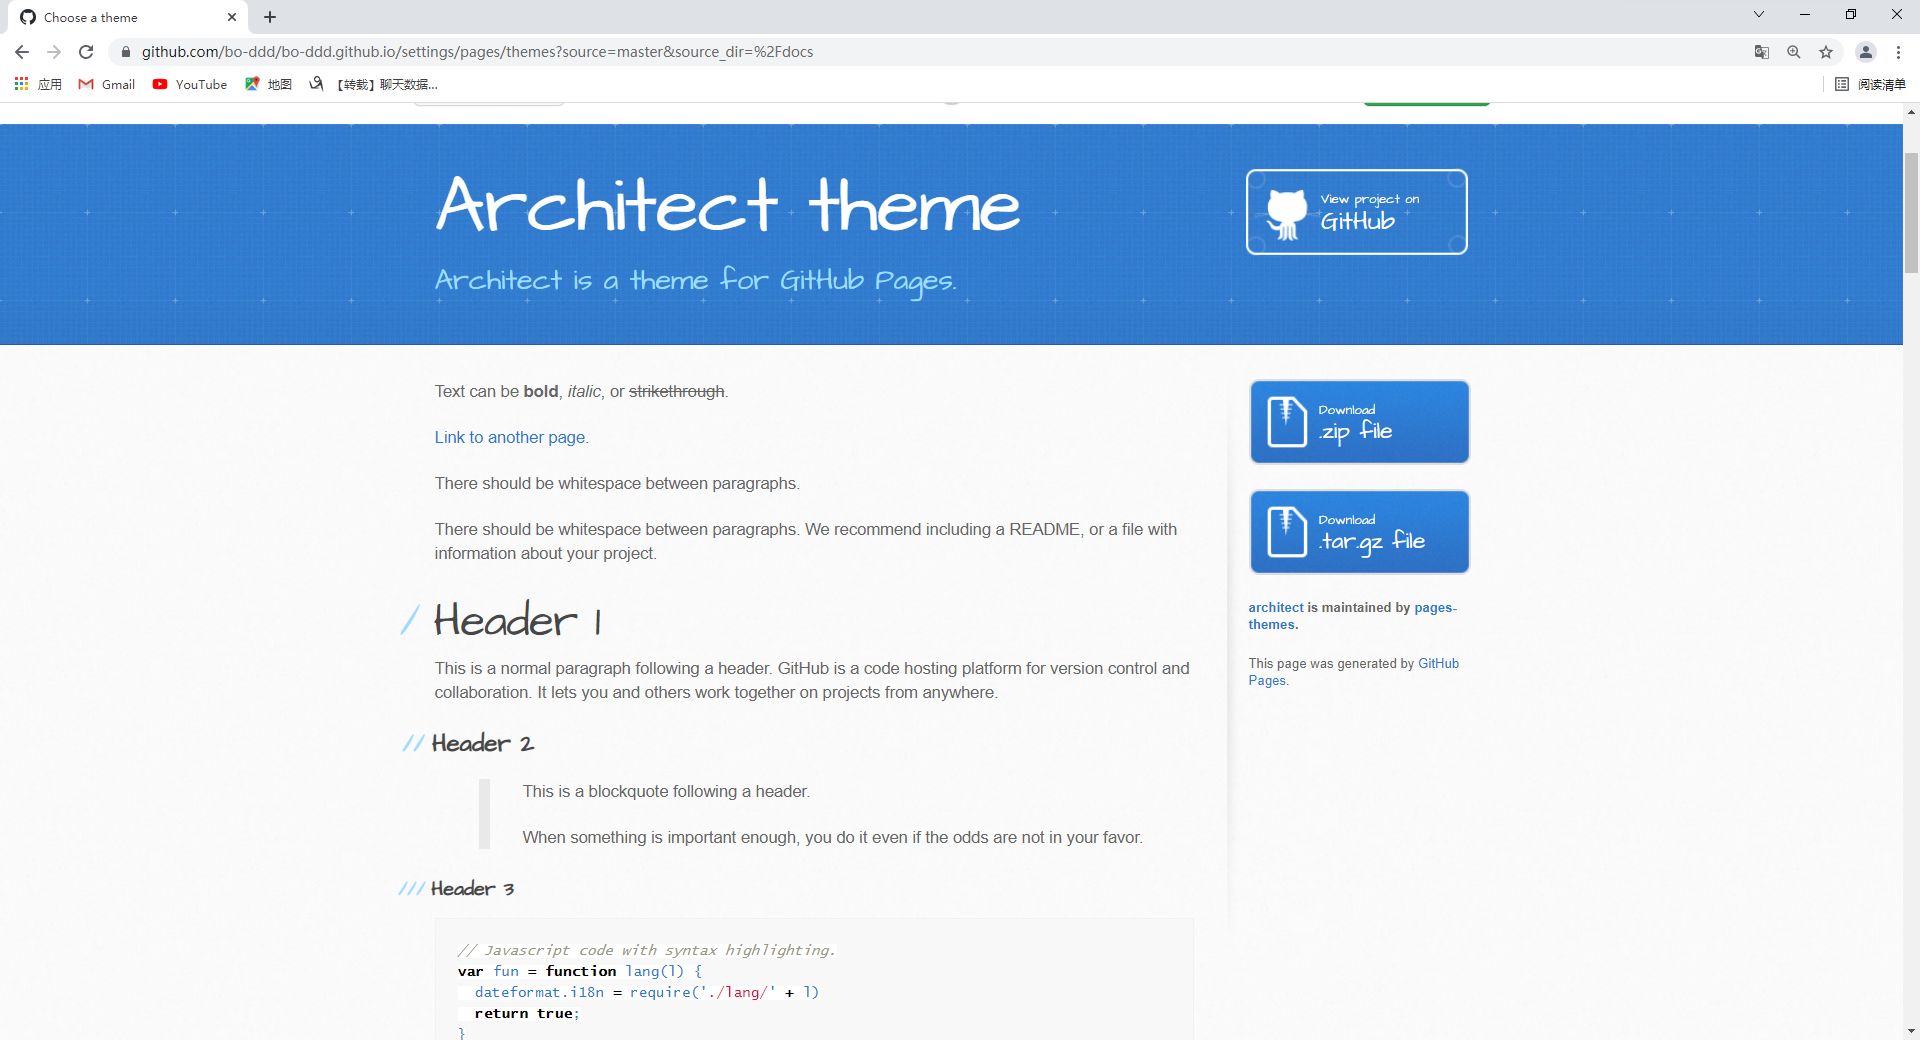 Choose a theme
github.com/bo-ddd/bo-ddd.github.io/settings/pages/themes?source=master&source_dir=%2Fdocs
应用 Gmail YouTube 地图 【转载】聊天数据... 阅读清单
Architect theme
Architect is a theme for GitHub Pages.
View project on
GitHub
Text can be bold, italic, or strikethrough.
Link to another page.
There should be whitespace between paragraphs.
There should be whitespace between paragraphs. We recommend including a README, or a file with
information about your project.
Header 1
This is a normal paragraph following a header. GitHub is a code hosting platform for version control and
collaboration. It lets you and others work together on projects from anywhere.
Header 2
This is a blockquote following a header.
When something is important enough, you do it even if the odds are not in your favor.
Header 3
// Javascript code with syntax highlighting.
var fun = function lang(l) {
  dateformat.i18n = require('./lang/' + l)
  return true;
}
Download
.zip file
Download
.tar.gz file
architect is maintained by pages-
themes.
This page was generated by GitHub
Pages.